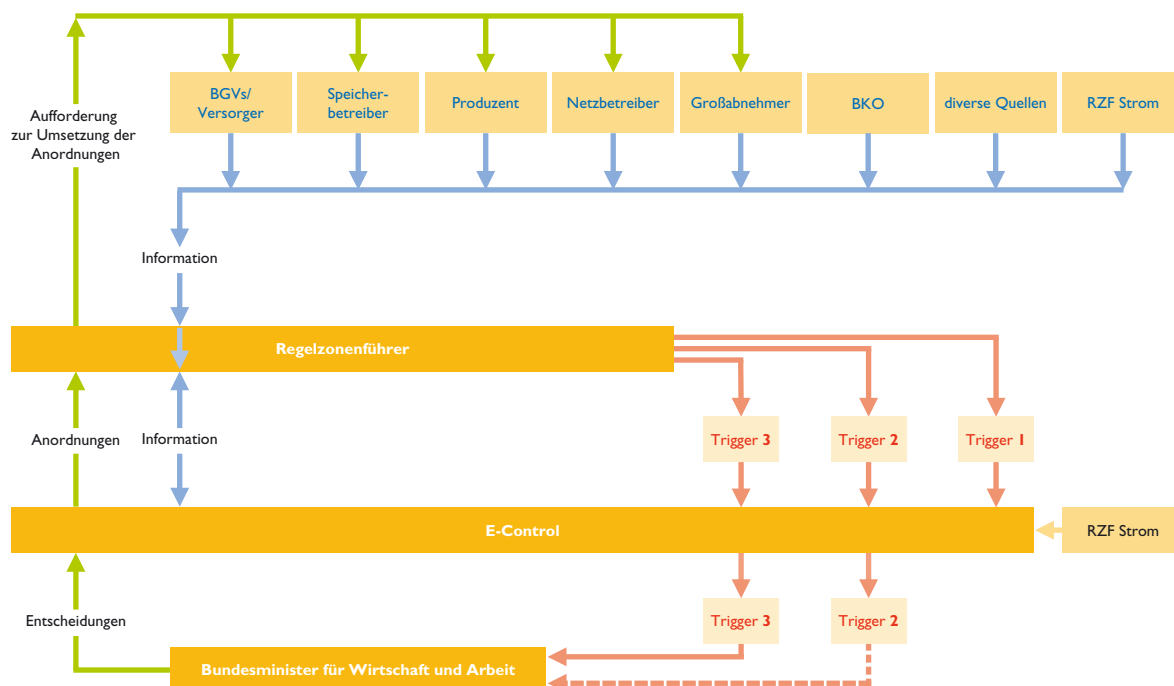 Aufforderung
zur Umsetzung der
Anordnungen
BGVs/
Versorger
Speicher-
betreiber
Produzent
Netzbetreiber
Großabnehmer
BKO
diverse Quellen
RZF Strom
Information
Regelzonenführer
Anordnungen
Information
Trigger 3
Trigger 2
Trigger 1
E-Control
RZF Strom
Entscheidungen
Trigger 3
Trigger 2
Bundesminister für Wirtschaft und Arbeit